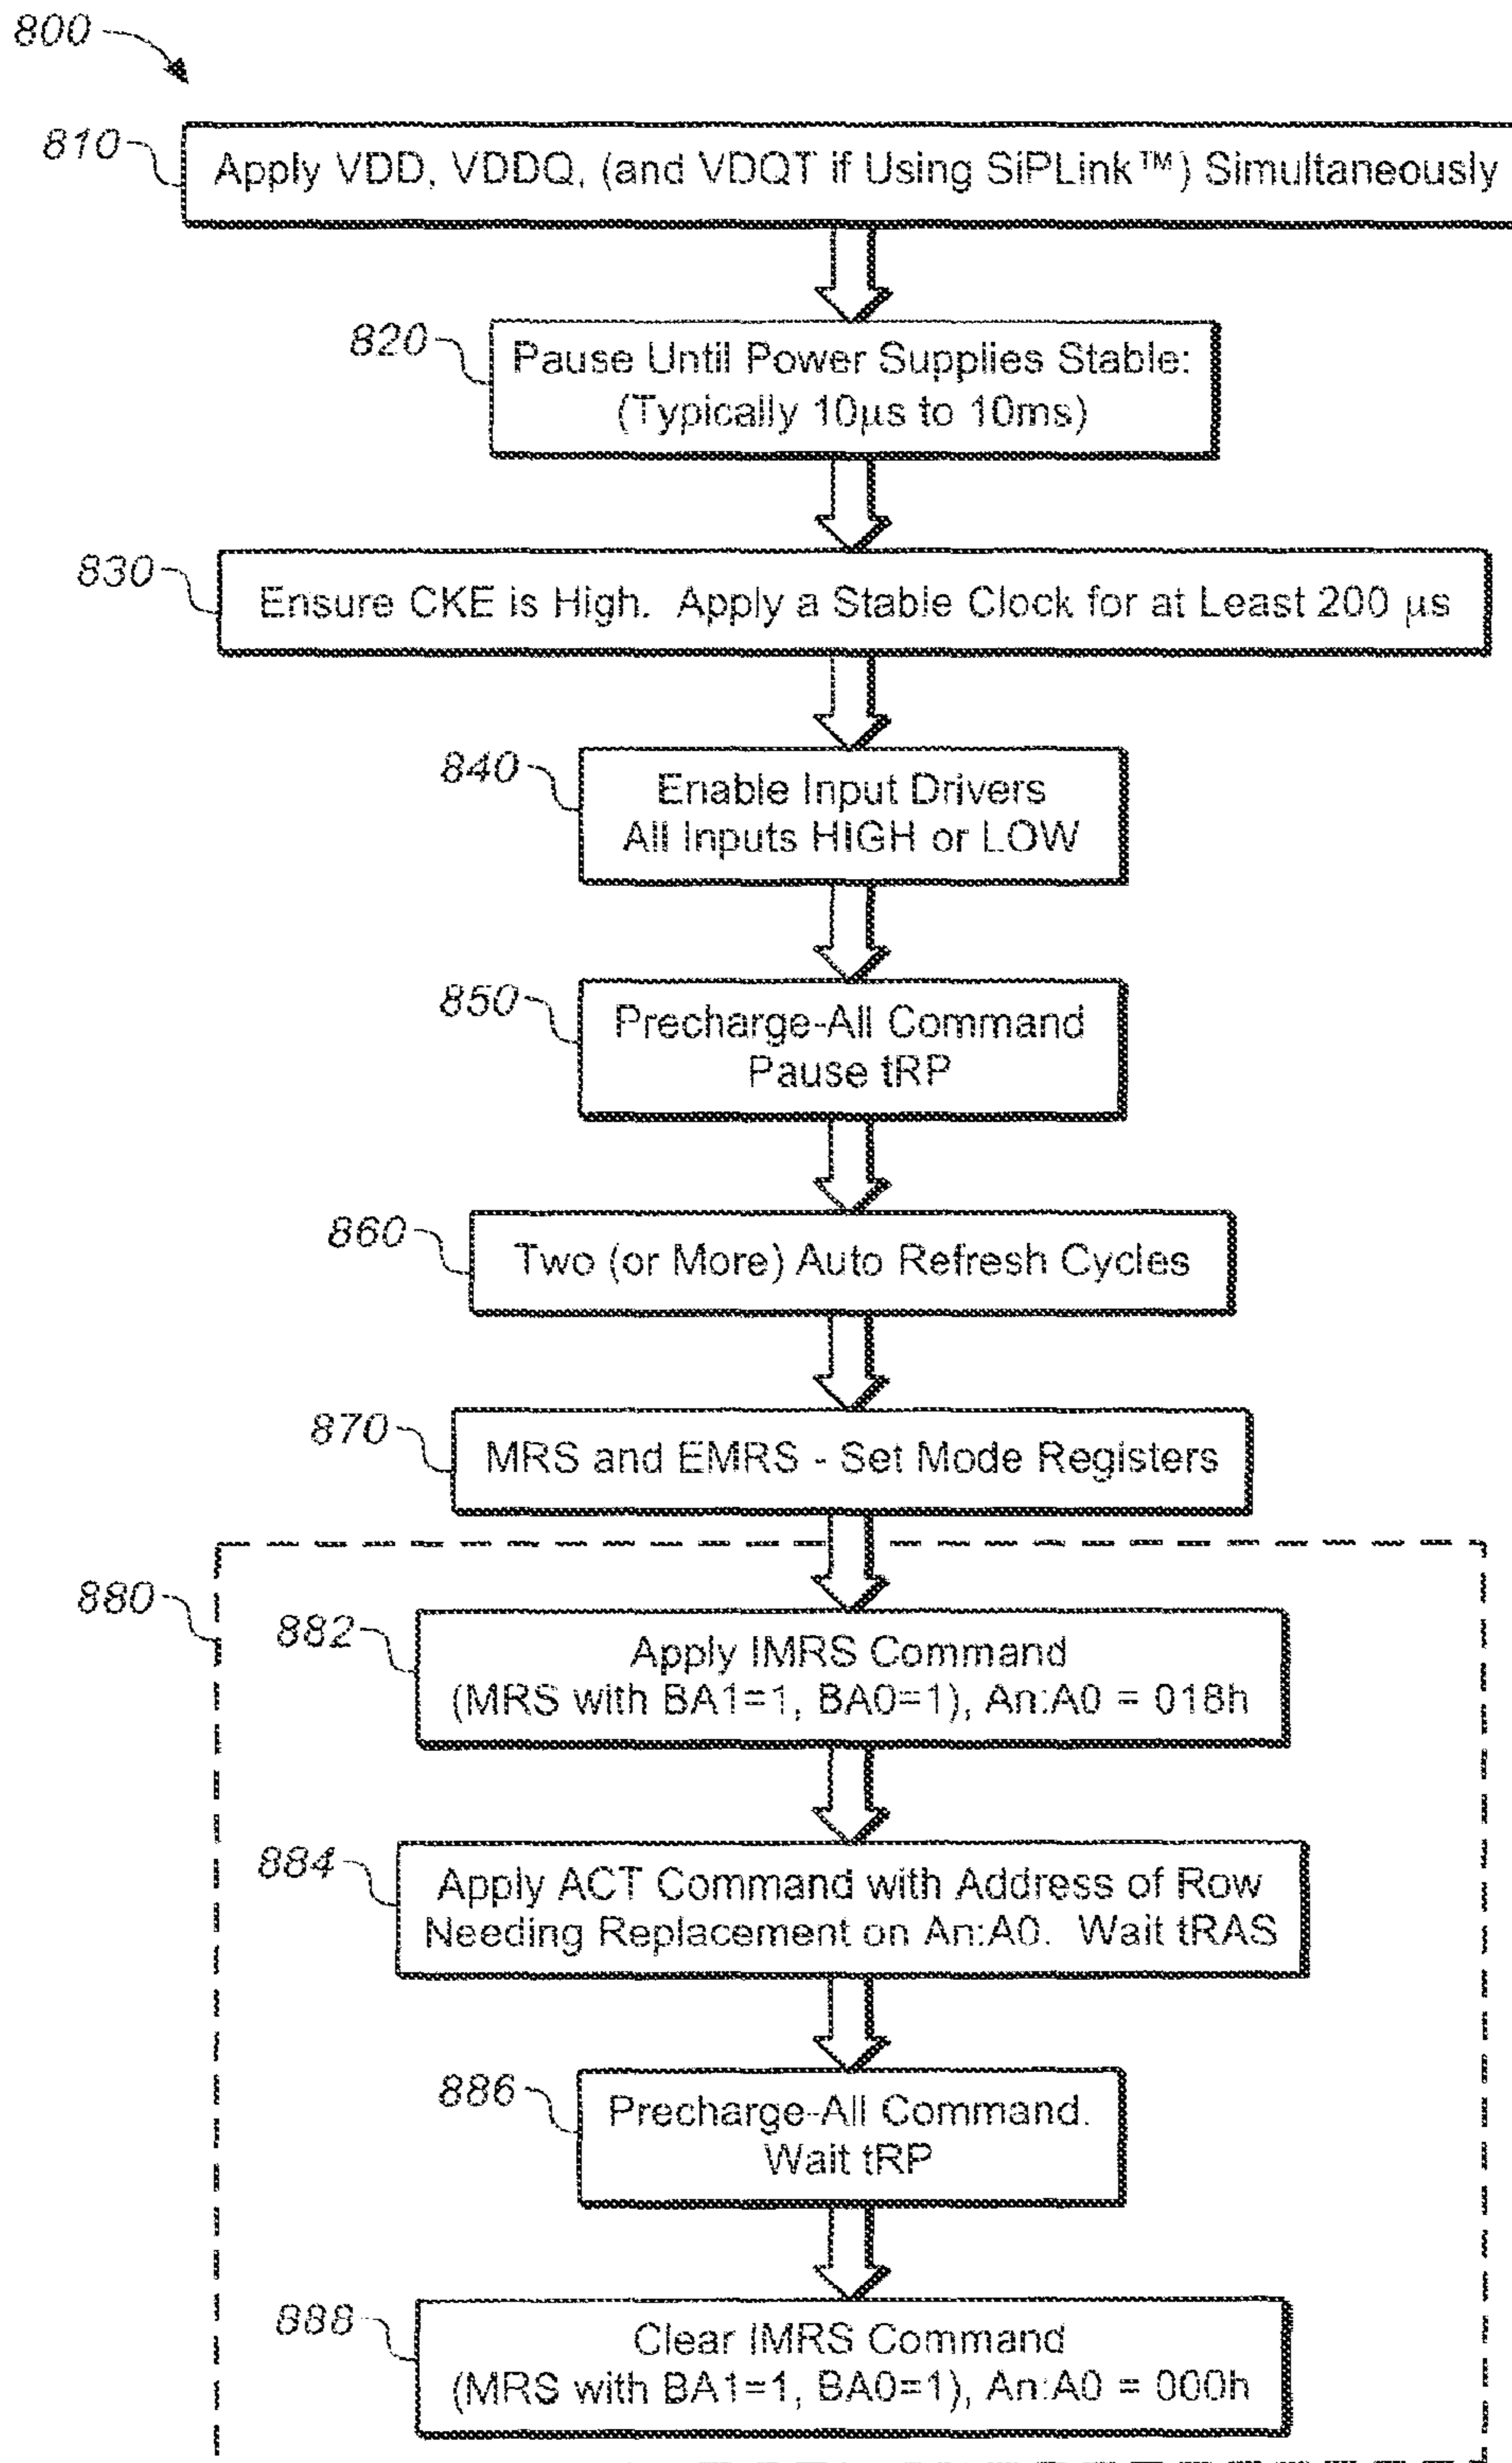 800
810
Apply VDD, VDDQ, (and VDQT if Using SiPLink™) Simultaneously
820
Pause Until Power Supplies Stable:
(Typically 10µs to 10ms)
830
Ensure CKE is High. Apply a Stable Clock for at Least 200 µs
840
Enable Input Drivers
All Inputs HIGH or LOW
850
Precharge-All Command
Pause tRP
860
Two (or More) Auto Refresh Cycles
870
MRS and EMRS - Set Mode Registers
880
882
Apply IMRS Command
(MRS with BA1=1, BA0=1), An:A0 = 018h
884
Apply ACT Command with Address of Row
Needing Replacement on An:A0. Wait tRAS
886
Precharge-All Command.
Wait tRP
888
Clear IMRS Command
(MRS with BA1=1, BA0=1), An:A0 = 000h